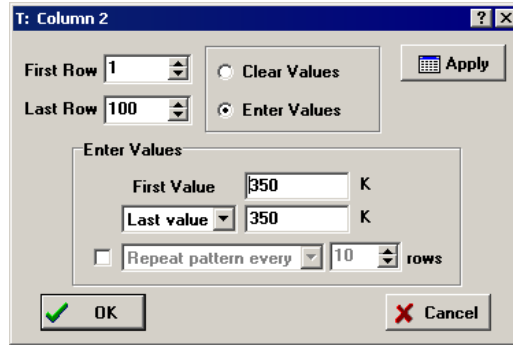 T: Column 2
First Row 1
Last Row 100
Clear Values
Enter Values
Apply
Enter Values
First Value 350 K
Last value 350 K
Repeat pattern every 10 rows
OK
Cancel